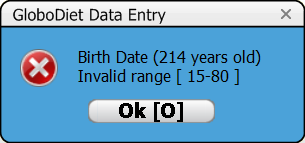 GloboDiet Data Entry
Birth Date (214 years old)
Invalid range [ 15-80 ]
Ok [O]